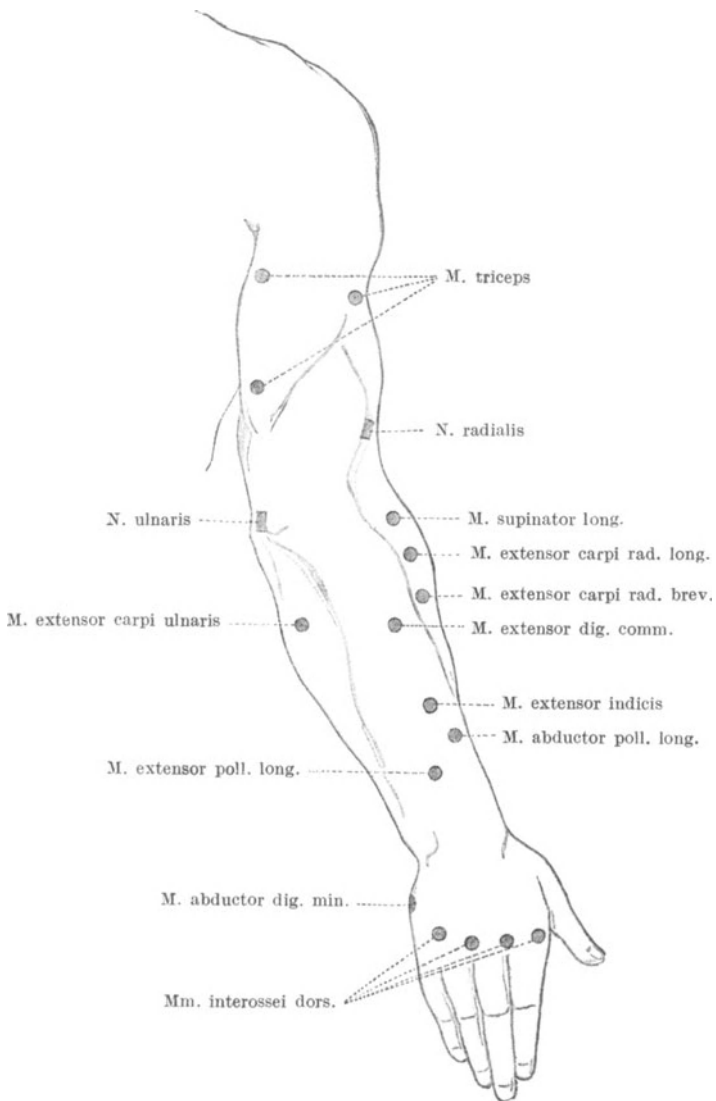 M. triceps
N. radialis
N. ulnaris
M. supinator long.
M. extensor carpi rad. long.
M. extensor carpi rad. brev.
M. extensor carpi ulnaris
M. extensor dig. comm.
M. extensor indicis
M. abductor poll. long.
M. extensor poll. long.
M. abductor dig. min.
Mm. interossei dors.